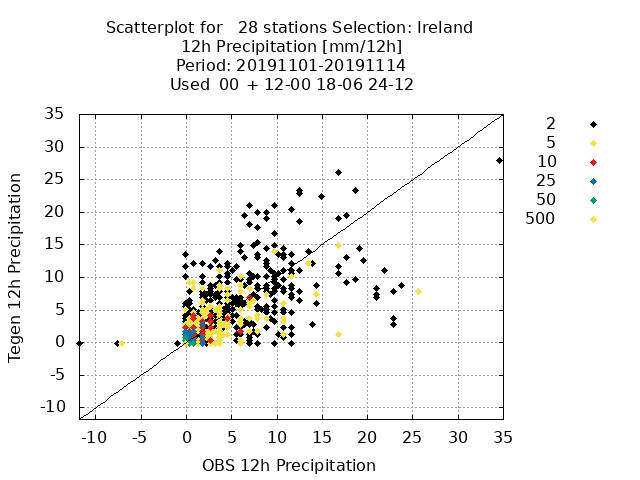 Scatterplot for   28 stations Selection: Ireland
12h Precipitation [mm/12h]
Period: 20191101-20191114
Used  00 + 12-00 18-06 24-12
35
30
25
20
15
10
5
0
-5
-10
-10 -5 0 5 10 15 20 25 30 35
Tegen 12h Precipitation
OBS 12h Precipitation
2
5
10
25
50
500